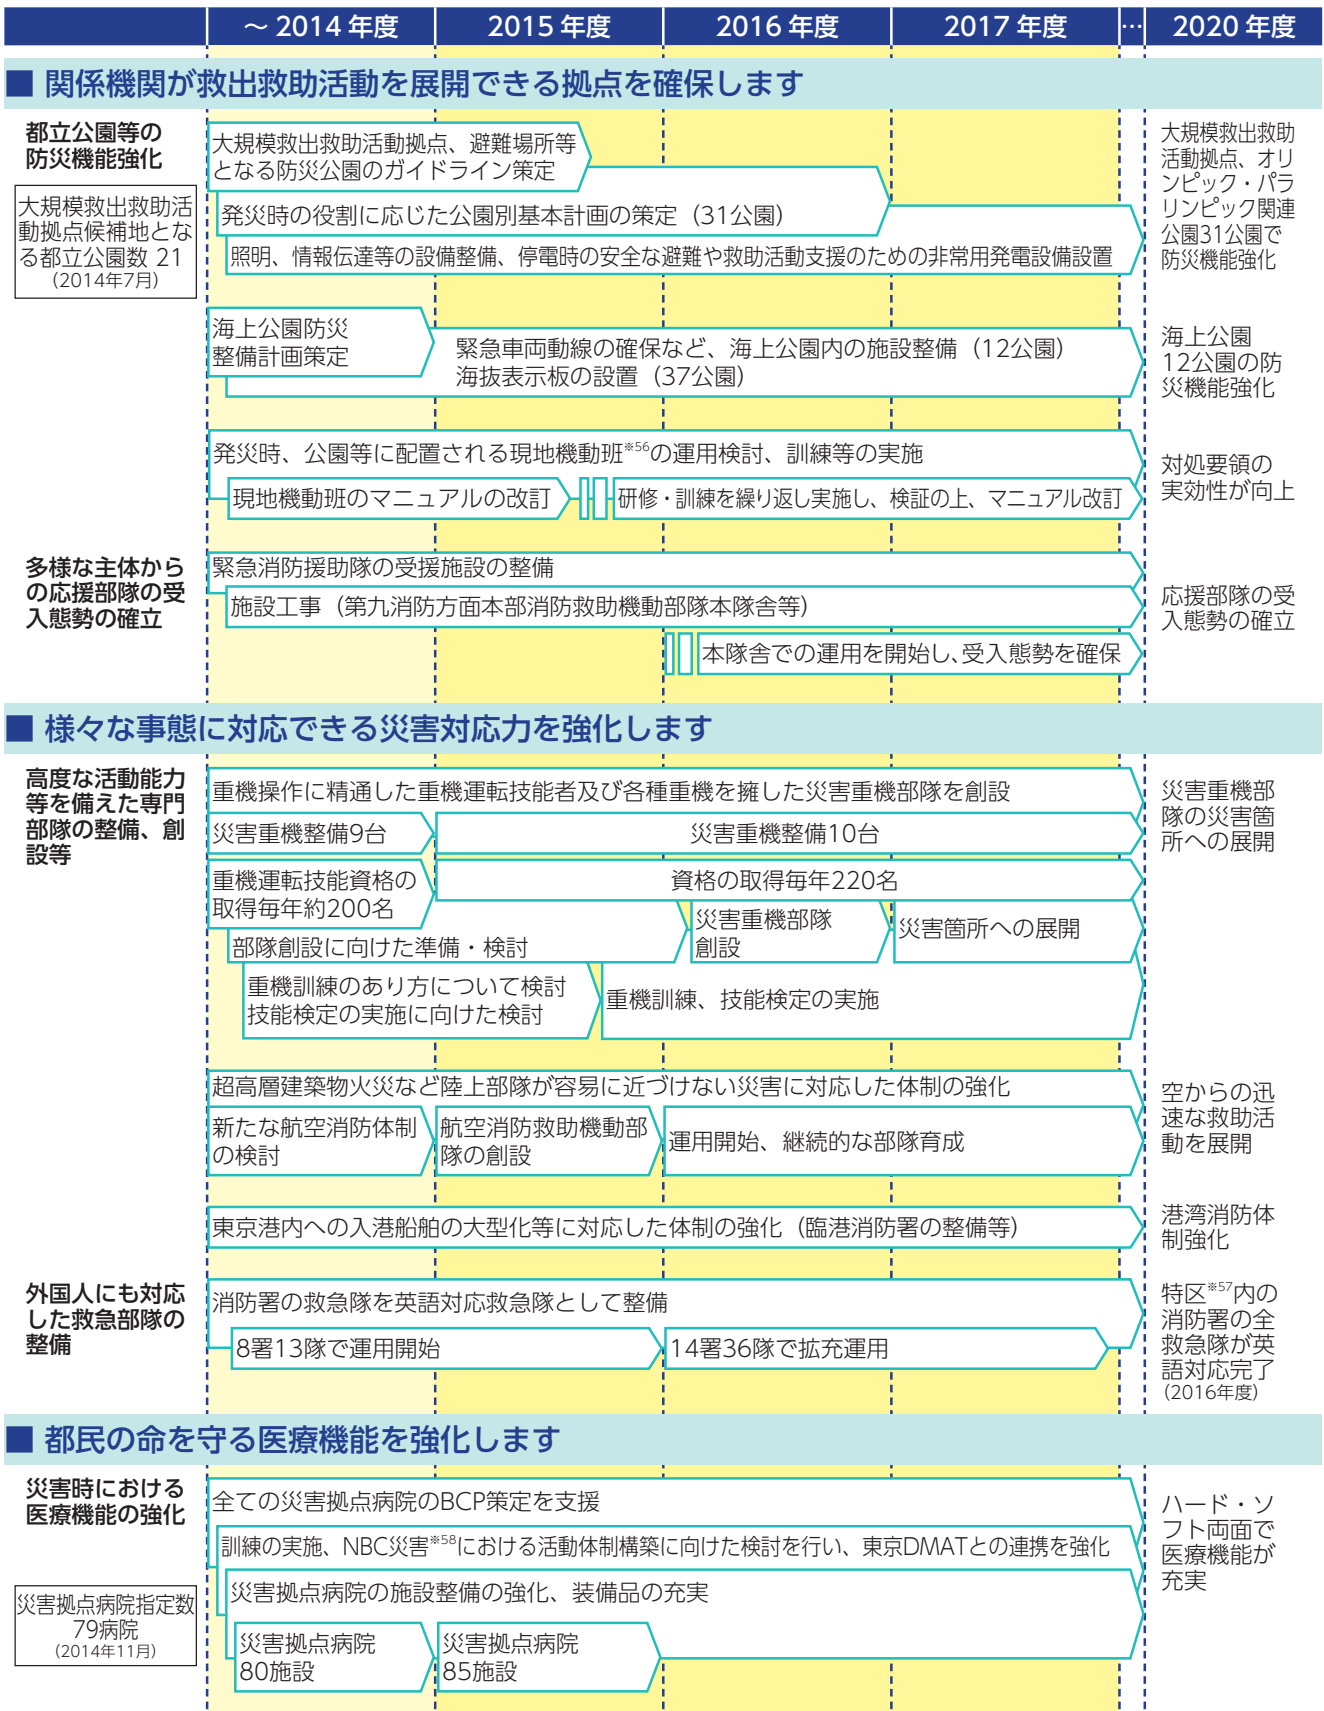 ～ 2014 年度
2015 年度
2016 年度
2017 年度
…
2020 年度
■ 関係機関が救出救助活動を展開できる拠点を確保します
都立公園等の
防災機能強化
大規模救出救助活
動拠点候補地とな
る都立公園数 21
（2014年7月）
大規模救出救助活動拠点、避難場所等
となる防災公園のガイドライン策定
発災時の役割に応じた公園別基本計画の策定（31公園）
照明、情報伝達等の設備整備、停電時の安全な避難や救助活動支援のための非常用発電設備設置
大規模救出救助
活動拠点、オリ
ンピック・パラ
リンピック関連
公園31公園で
防災機能強化
海上公園防災
整備計画策定
緊急車両動線の確保など、海上公園内の施設整備（12公園）
海抜表示板の設置（37公園）
海上公園
12公園の防
災機能強化
発災時、公園等に配置される現地機動班※56の運用検討、訓練等の実施
現地機動班のマニュアルの改訂
研修・訓練を繰り返し実施し、検証の上、マニュアル改訂
対処要領の
実効性が向上
多様な主体から
の応援部隊の受
入態勢の確立
緊急消防援助隊の受援施設の整備
施設工事（第九消防方面本部消防救助機動部隊本隊舎等）
本隊舎での運用を開始し、受入態勢を確保
応援部隊の受
入態勢の確立
■ 様々な事態に対応できる災害対応力を強化します
高度な活動能力
等を備えた専門
部隊の整備、創
設等
重機操作に精通した重機運転技能者及び各種重機を擁した災害重機部隊を創設
災害重機整備9台
災害重機整備10台
重機運転技能資格の
取得毎年約200名
資格の取得毎年220名
部隊創設に向けた準備・検討
災害重機部隊
創設
災害箇所への展開
重機訓練のあり方について検討
技能検定の実施に向けた検討
重機訓練、技能検定の実施
災害重機部
隊の災害箇
所への展開
超高層建築物火災など陸上部隊が容易に近づけない災害に対応した体制の強化
新たな航空消防体制
の検討
航空消防救助機動部
隊の創設
運用開始、継続的な部隊育成
空からの迅
速な救助活
動を展開
東京港内への入港船舶の大型化等に対応した体制の強化（臨港消防署の整備等）
港湾消防体
制強化
外国人にも対応
した救急部隊の
整備
消防署の救急隊を英語対応救急隊として整備
8署13隊で運用開始
14署36隊で拡充運用
特区※57内の
消防署の全
救急隊が英
語対応完了
（2016年度）
■ 都民の命を守る医療機能を強化します
災害時における
医療機能の強化
災害拠点病院指定数
79病院
（2014年11月）
全ての災害拠点病院のBCP策定を支援
訓練の実施、NBC災害※58における活動体制構築に向けた検討を行い、東京DMATとの連携を強化
災害拠点病院の施設整備の強化、装備品の充実
災害拠点病院
80施設
災害拠点病院
85施設
ハード・ソ
フト両面で
医療機能が
充実